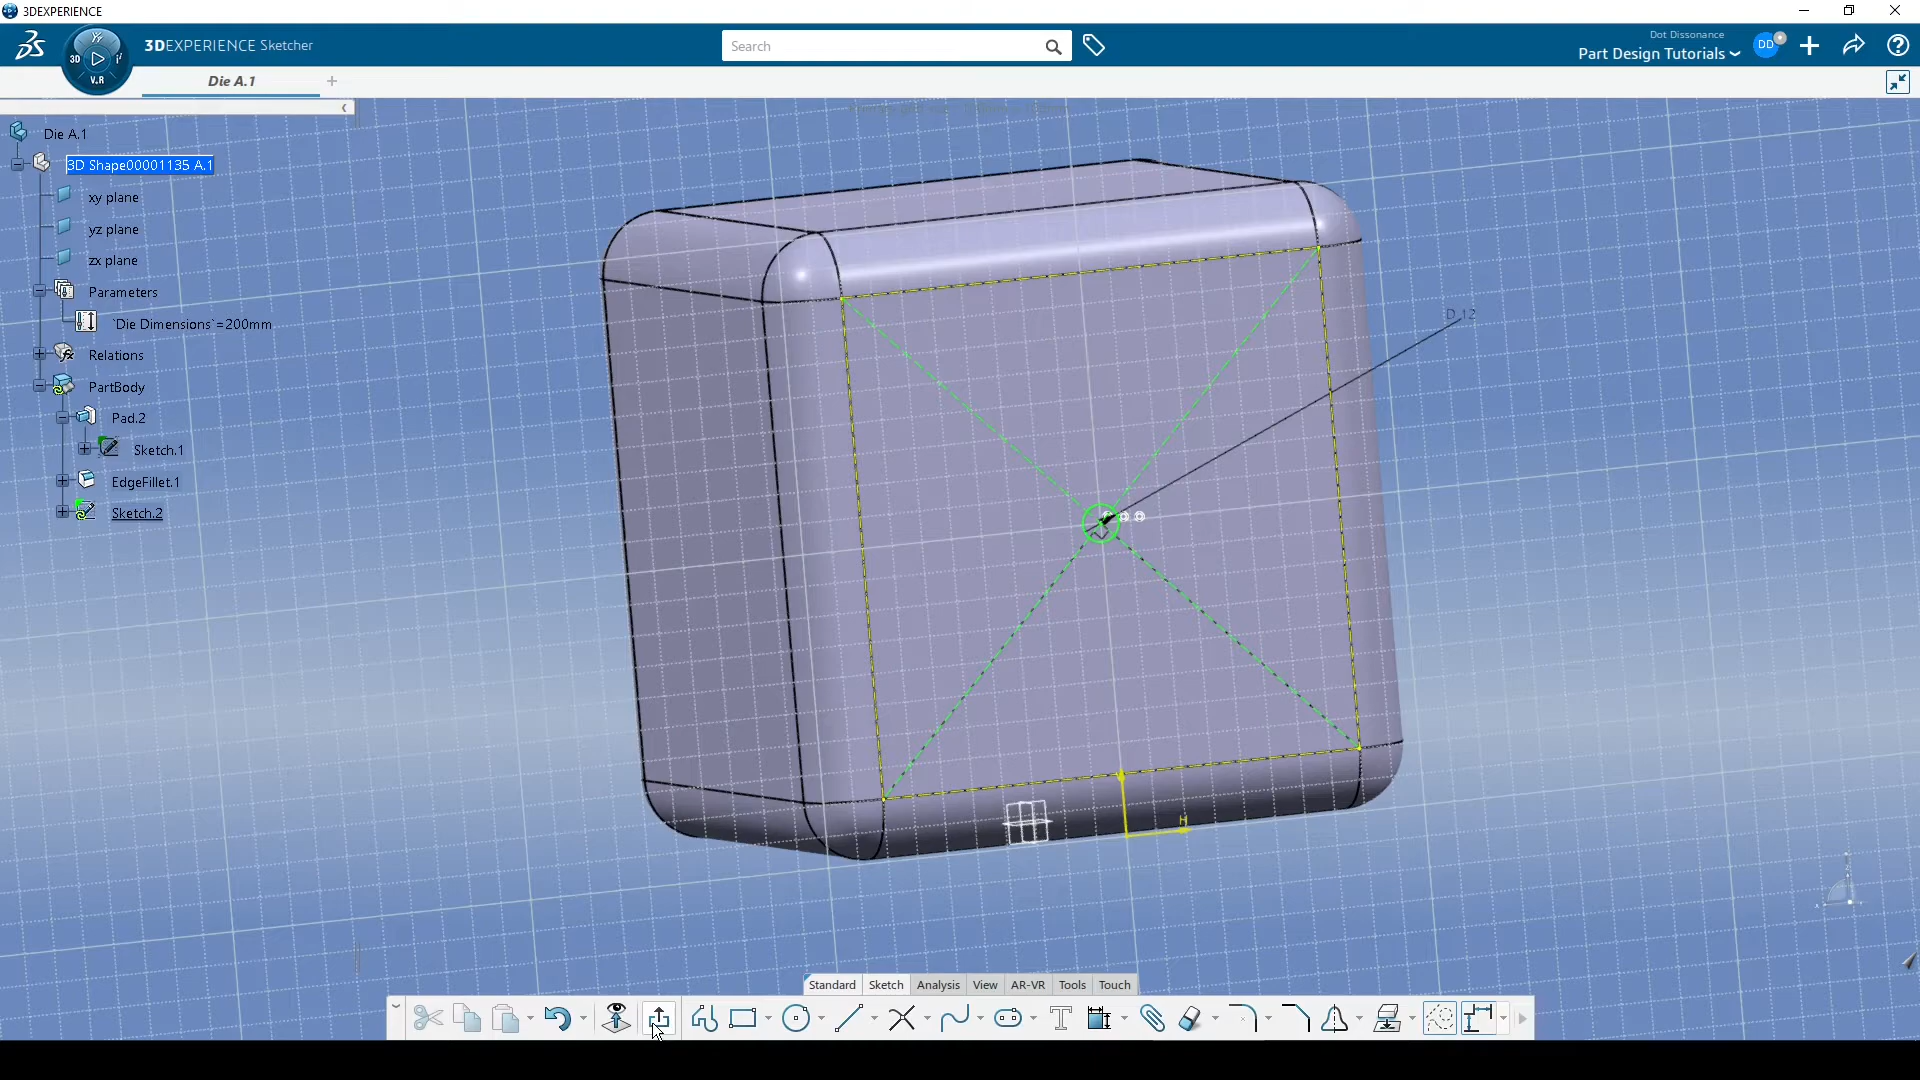 3DEXPERIENCE
3DEXPERIENCE Sketcher
3D
V.R
Search
Dot Dissonance
Part Design Tutorials
DD
Die A.1
Die A.1
3D Shape00001135 A.1
xy plane
yz plane
zx plane
Parameters
`Die Dimensions`=200mm
Relations
PartBody
Pad.2
Sketch.1
EdgeFillet.1
Sketch.2
D 12
H
Standard
Sketch
Analysis
View
AR-VR
Tools
Touch